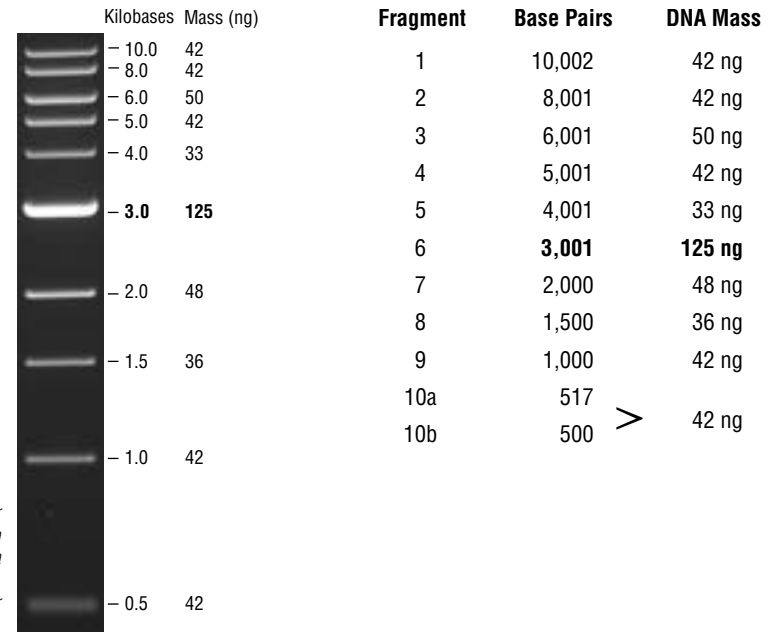 Kilobases Mass (ng)
10.0 42
8.0 42
6.0 50
5.0 42
4.0 33
3.0 125
2.0 48
1.5 36
1.0 42
0.5 42
Fragment Base Pairs DNA Mass
1 10,002 42 ng
2 8,001 42 ng
3 6,001 50 ng
4 5,001 42 ng
5 4,001 33 ng
6 3,001 125 ng
7 2,000 48 ng
8 1,500 36 ng
9 1,000 42 ng
10a 517
> 42 ng
10b 500